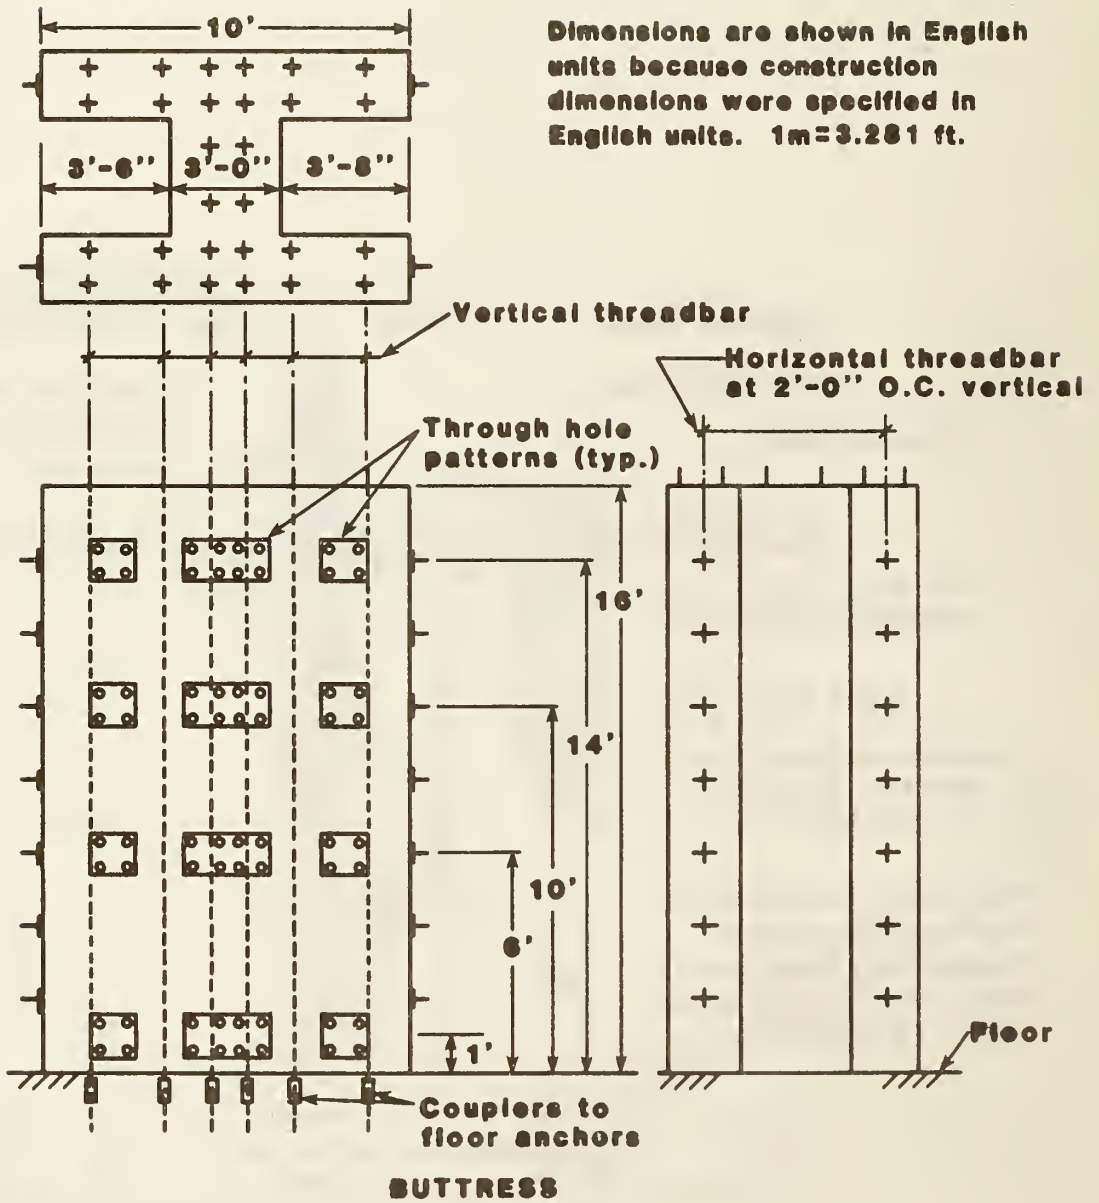 10'
Dimensions are shown in English
units because construction
dimensions were specified in
English units. 1m=3.281 ft.
3'-6"
3'-0"
3'-6"
Vertical threadbar
Horizontal threadbar
at 2'-0" O.C. vertical
Through hole
patterns (typ.)
16'
14'
10'
6'
1'
Floor
Couplers to
floor anchors
BUTTRESS